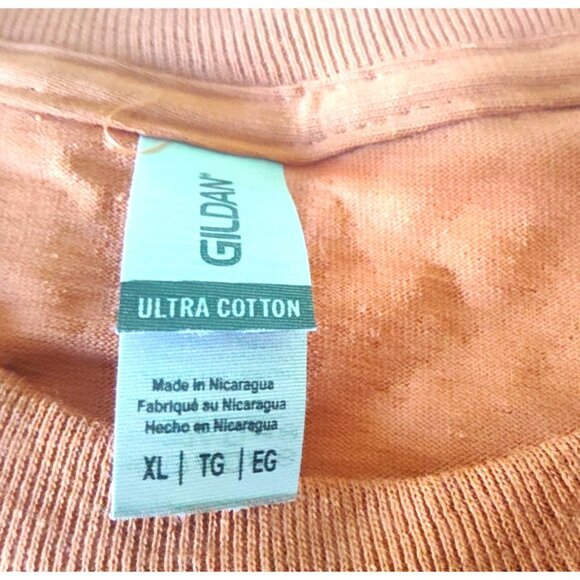 GILDAN®
ULTRA COTTON
Made in Nicaragua
Fabriqué au Nicaragua
Hecho en Nicaragua
XL | TG | EG